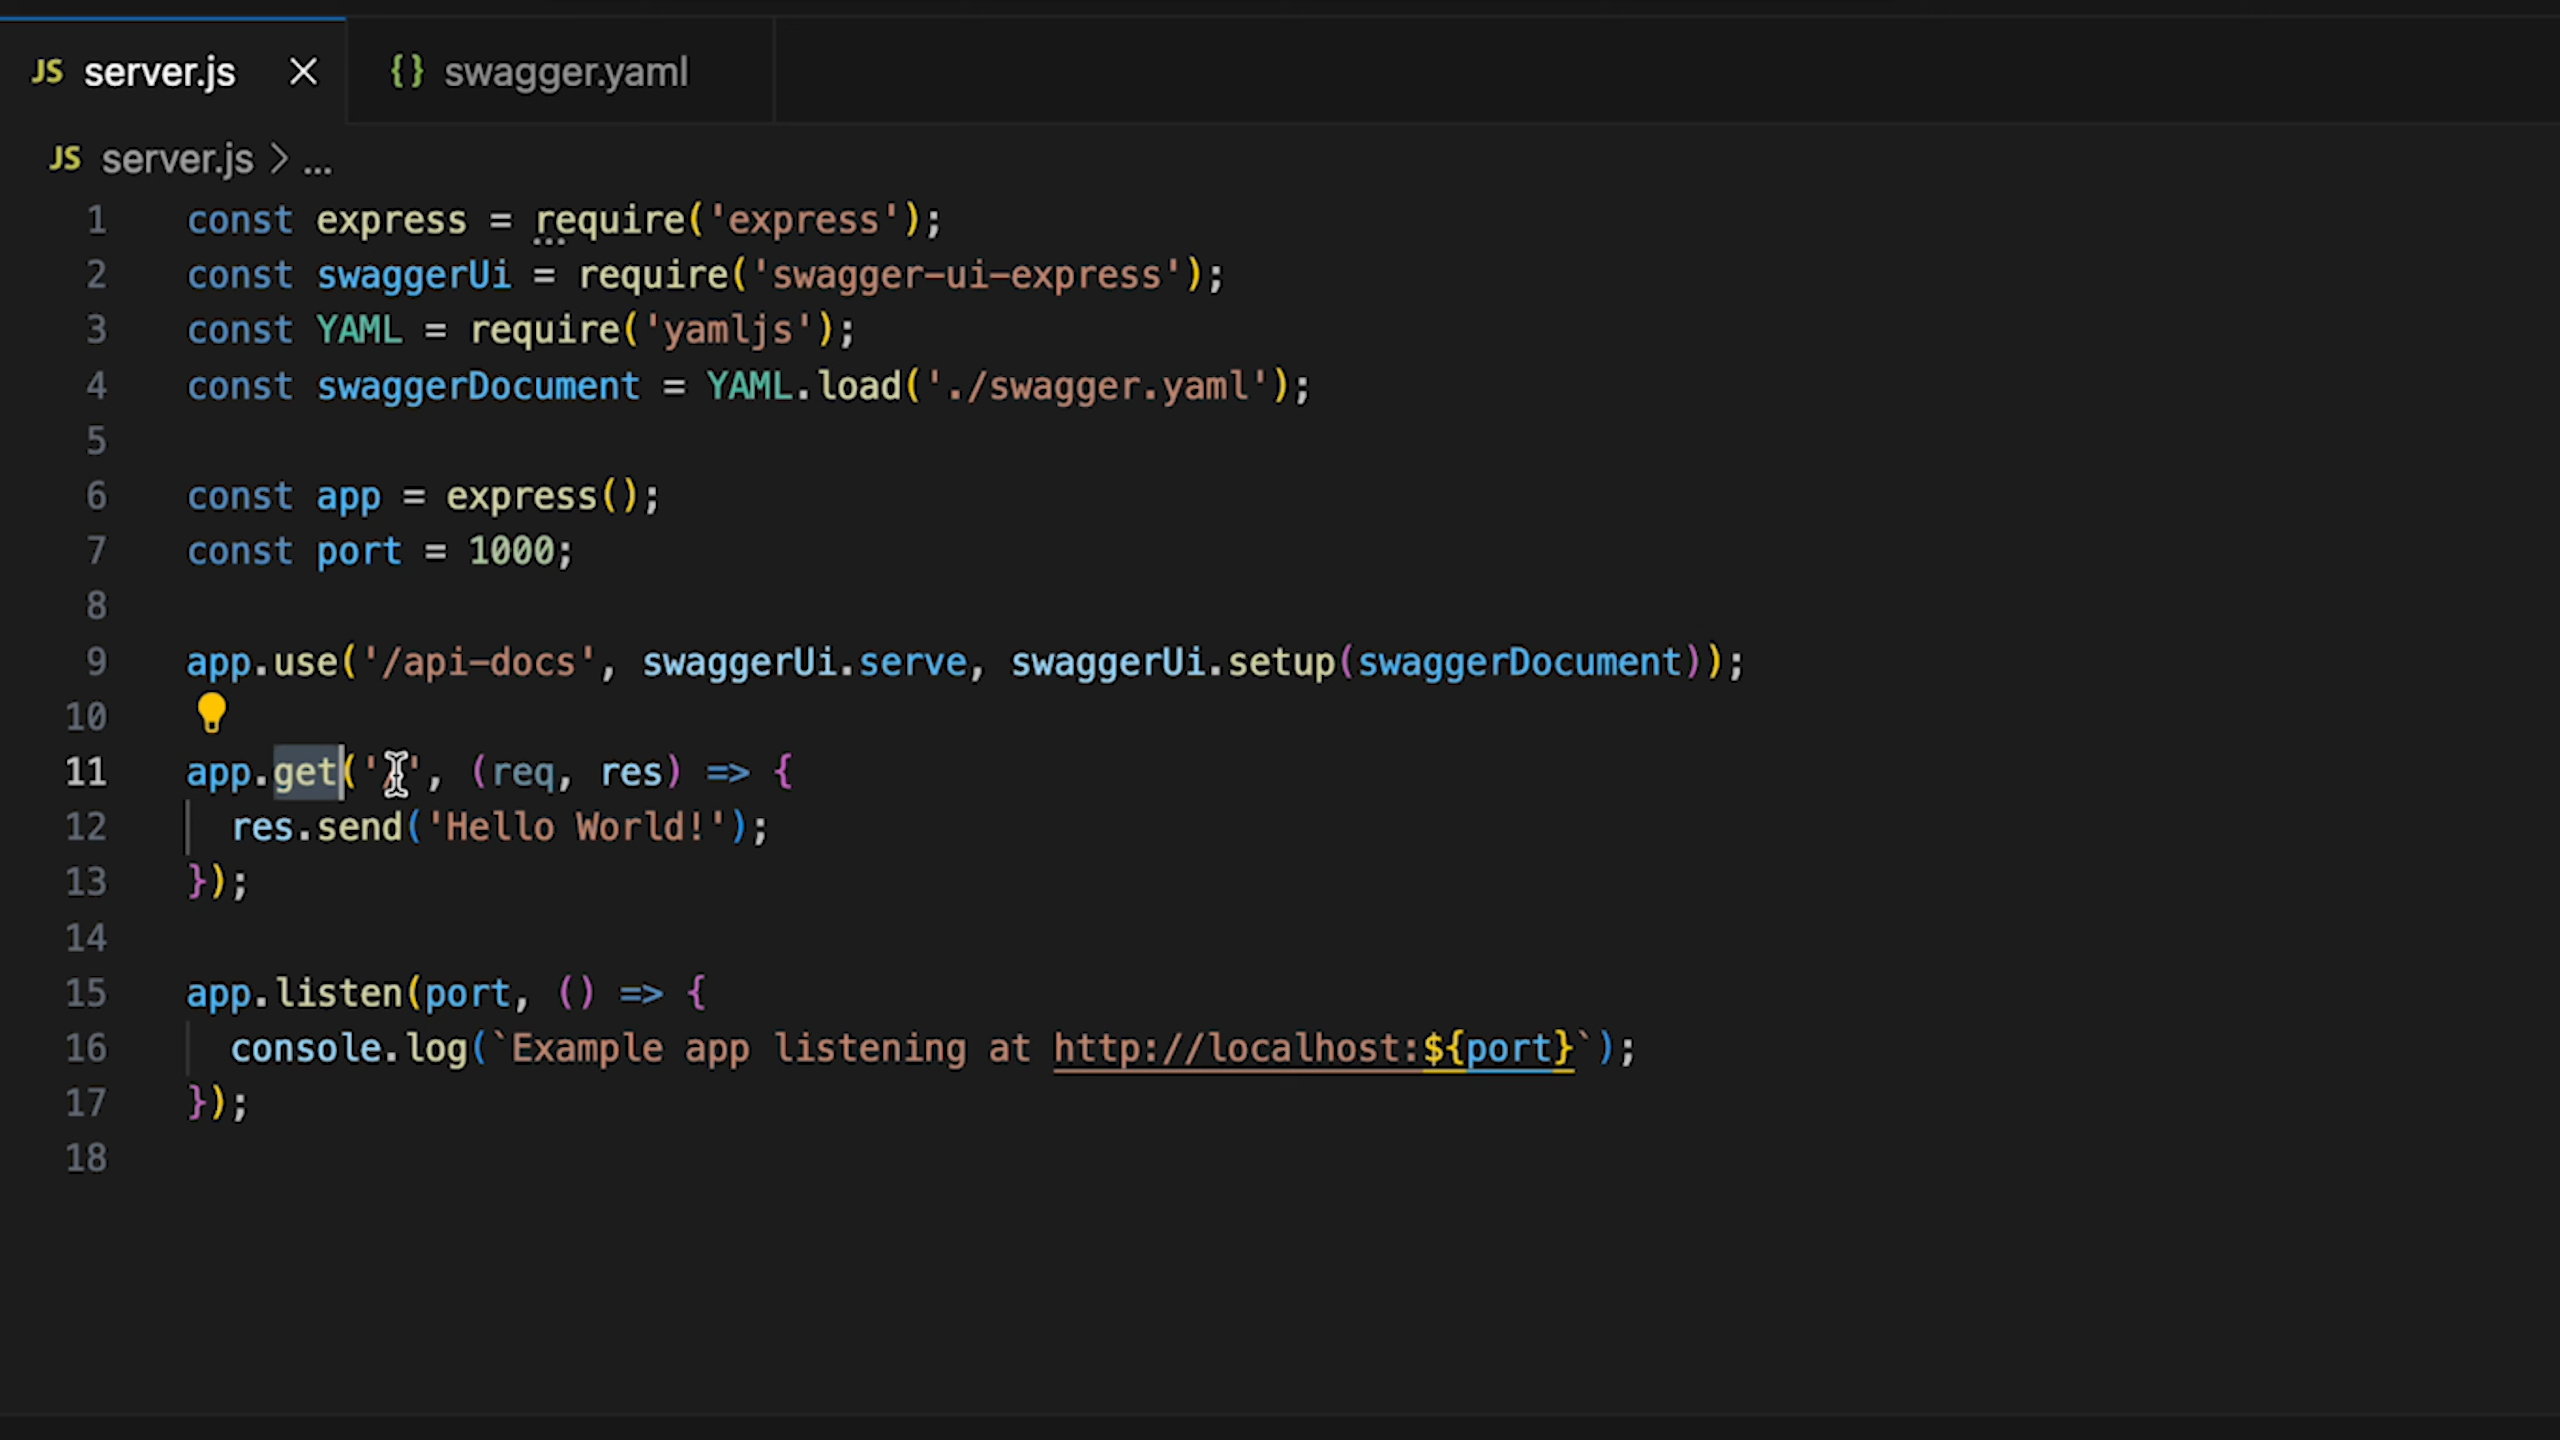 JS server.js × {} swagger.yaml
JS server.js > ...
1 const express = require('express');
2 const swaggerUi = require('swagger-ui-express');
3 const YAML = require('yamljs');
4 const swaggerDocument = YAML.load('./swagger.yaml');
5
6 const app = express();
7 const port = 1000;
8
9 app.use('/api-docs', swaggerUi.serve, swaggerUi.setup(swaggerDocument));
10
11 app.get('/', (req, res) => {
12 res.send('Hello World!');
13 });
14
15 app.listen(port, () => {
16 console.log(`Example app listening at http://localhost:${port}`);
17 });
18